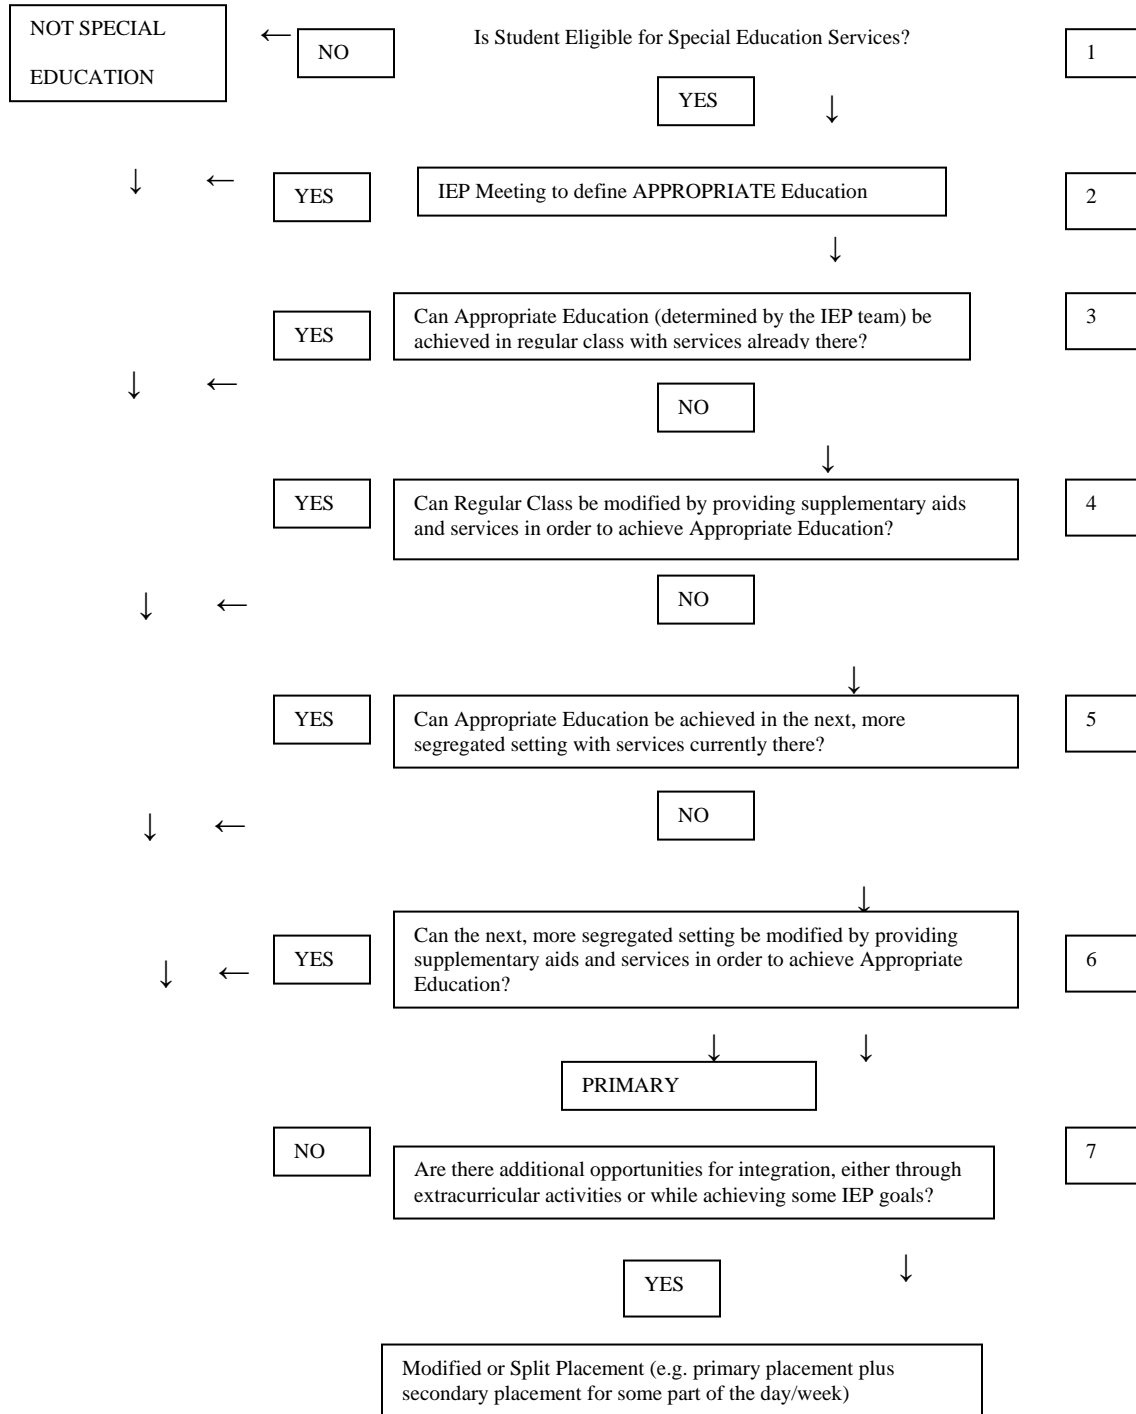 NOT SPECIAL
EDUCATION
← NO
Is Student Eligible for Special Education Services?
1
YES
↓
↓ ←
YES
IEP Meeting to define APPROPRIATE Education
2
↓
YES
Can Appropriate Education (determined by the IEP team) be
achieved in regular class with services already there?
3
↓ ←
NO
↓
YES
Can Regular Class be modified by providing supplementary aids
and services in order to achieve Appropriate Education?
4
↓ ←
NO
↓
YES
Can Appropriate Education be achieved in the next, more
segregated setting with services currently there?
5
↓ ←
NO
↓
YES
Can the next, more segregated setting be modified by providing
supplementary aids and services in order to achieve Appropriate
Education?
6
↓ ←
↓ ↓
PRIMARY
NO
Are there additional opportunities for integration, either through
extracurricular activities or while achieving some IEP goals?
7
YES
↓
Modified or Split Placement (e.g. primary placement plus
secondary placement for some part of the day/week)